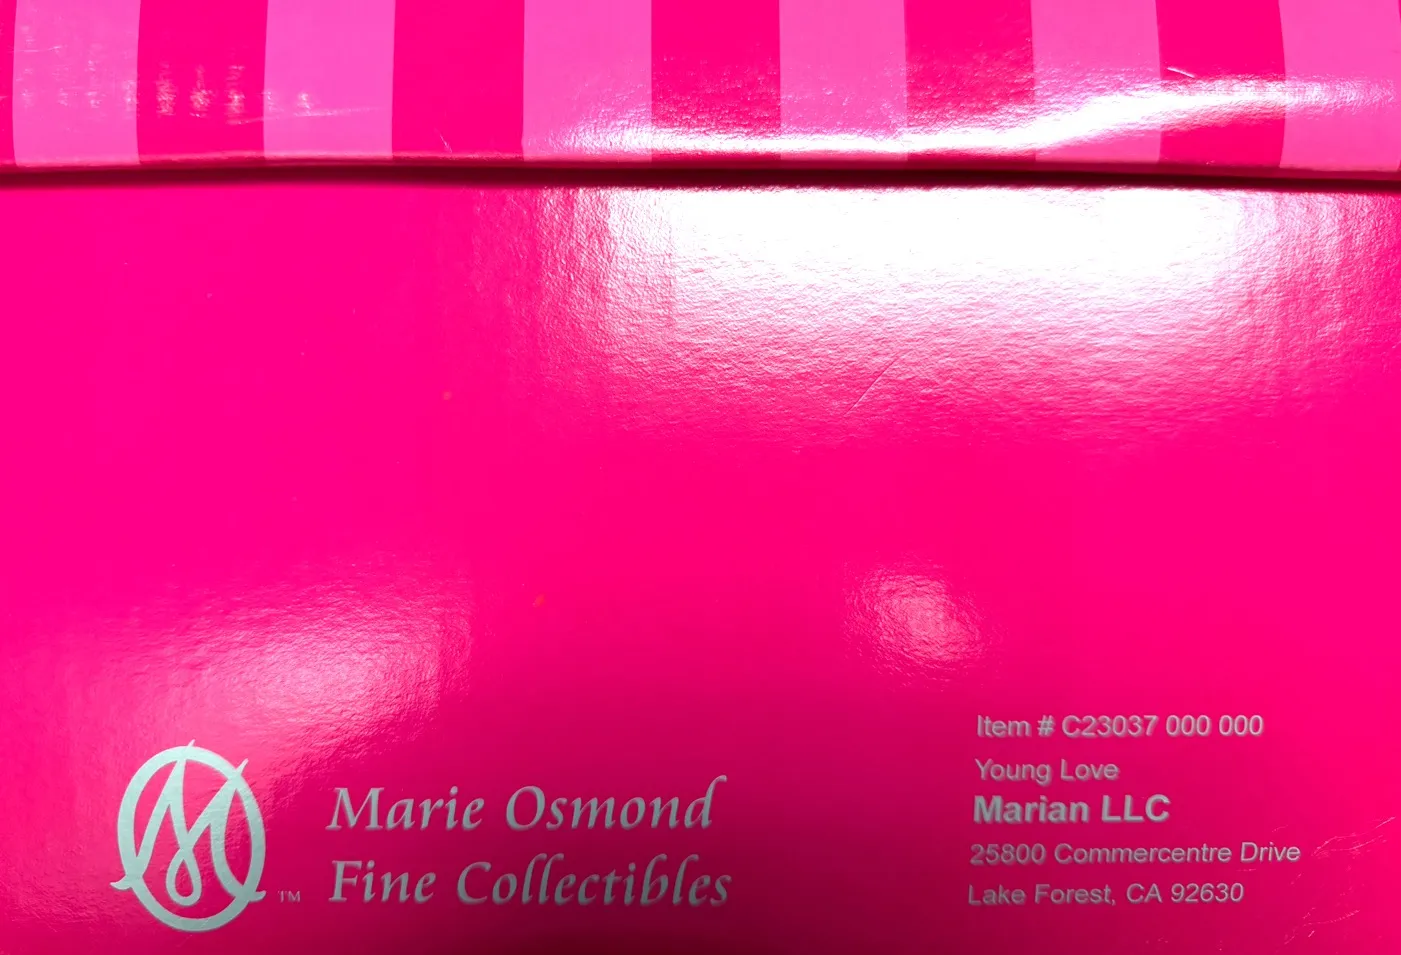 Marie Osmond
Fine Collectibles
™
Item # C23037 000 000
Young Love
Marian LLC
25800 Commercentre Drive
Lake Forest, CA 92630